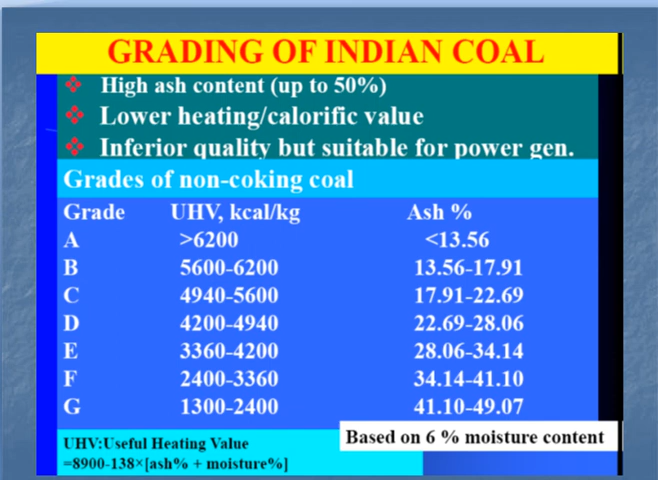 GRADING OF INDIAN COAL
❖ High ash content (up to 50%)
❖ Lower heating/calorific value
❖ Inferior quality but suitable for power gen.
Grades of non-coking coal
Grade UHV, kcal/kg Ash %
A >6200 <13.56
B 5600-6200 13.56-17.91
C 4940-5600 17.91-22.69
D 4200-4940 22.69-28.06
E 3360-4200 28.06-34.14
F 2400-3360 34.14-41.10
G 1300-2400 41.10-49.07
Based on 6 % moisture content
UHV:Useful Heating Value
=8900-138×[ash% + moisture%]